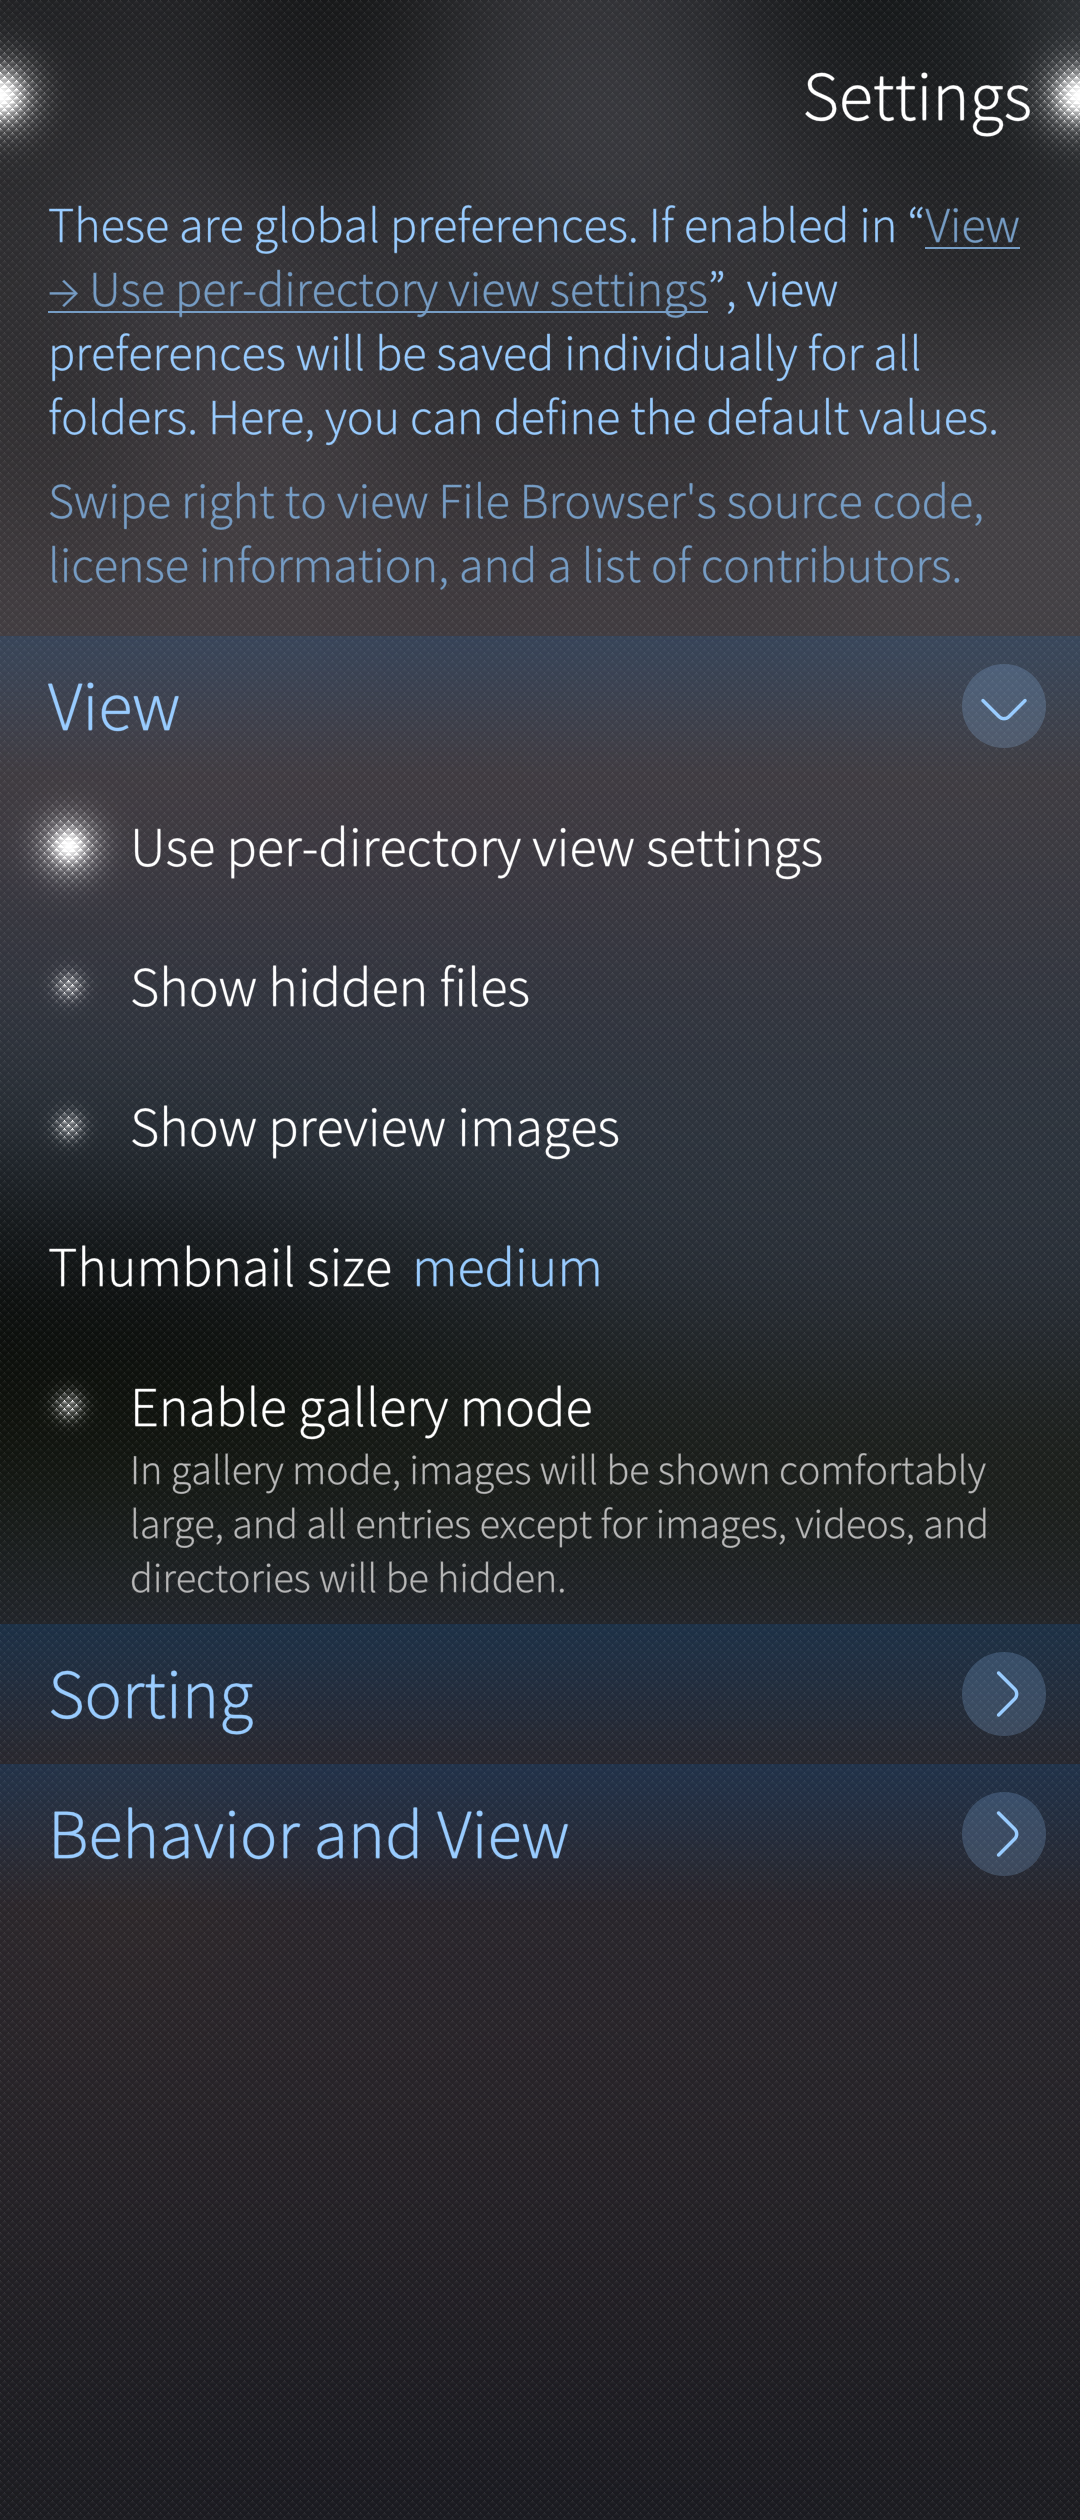 Settings
These are global preferences. If enabled in “View
→ Use per-directory view settings”, view
preferences will be saved individually for all
folders. Here, you can define the default values.
Swipe right to view File Browser's source code,
license information, and a list of contributors.
View
Use per-directory view settings
Show hidden files
Show preview images
Thumbnail size medium
Enable gallery mode
In gallery mode, images will be shown comfortably
large, and all entries except for images, videos, and
directories will be hidden.
Sorting
Behavior and View